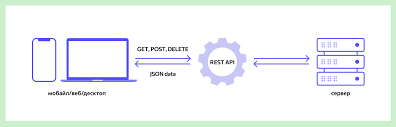 GET, POST, DELETE
REST API
JSON data
мобайл/веб/десктоп
сервер